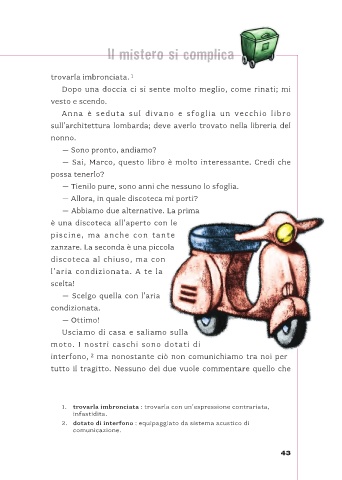 Il mistero si complica
trovarla imbronciata. 1
Dopo una doccia ci si sente molto meglio, come rinati; mi
vesto e scendo.
Anna è seduta sul divano e sfoglia un vecchio libro
sull'architettura lombarda; deve averlo trovato nella libreria del
nonno.
— Sono pronto, andiamo?
— Sai, Marco, questo libro è molto interessante. Credi che
possa tenerlo?
— Tienilo pure, sono anni che nessuno lo sfoglia.
— Allora, in quale discoteca mi porti?
— Abbiamo due alternative. La prima
è una discoteca all'aperto con le
piscine, ma anche con tante
zanzare. La seconda è una piccola
discoteca al chiuso, ma con
l'aria condizionata. A te la
scelta!
— Scelgo quella con l'aria
condizionata.
— Ottimo!
Usciamo di casa e saliamo sulla
moto. I nostri caschi sono dotati di
interfono, 2 ma nonostante ciò non comunichiamo tra noi per
tutto il tragitto. Nessuno dei due vuole commentare quello che
1. trovarla imbronciata : trovarla con un'espressione contrariata,
infastidita.
2. dotato di interfono : equipaggiato da sistema acustico di
comunicazione.
43